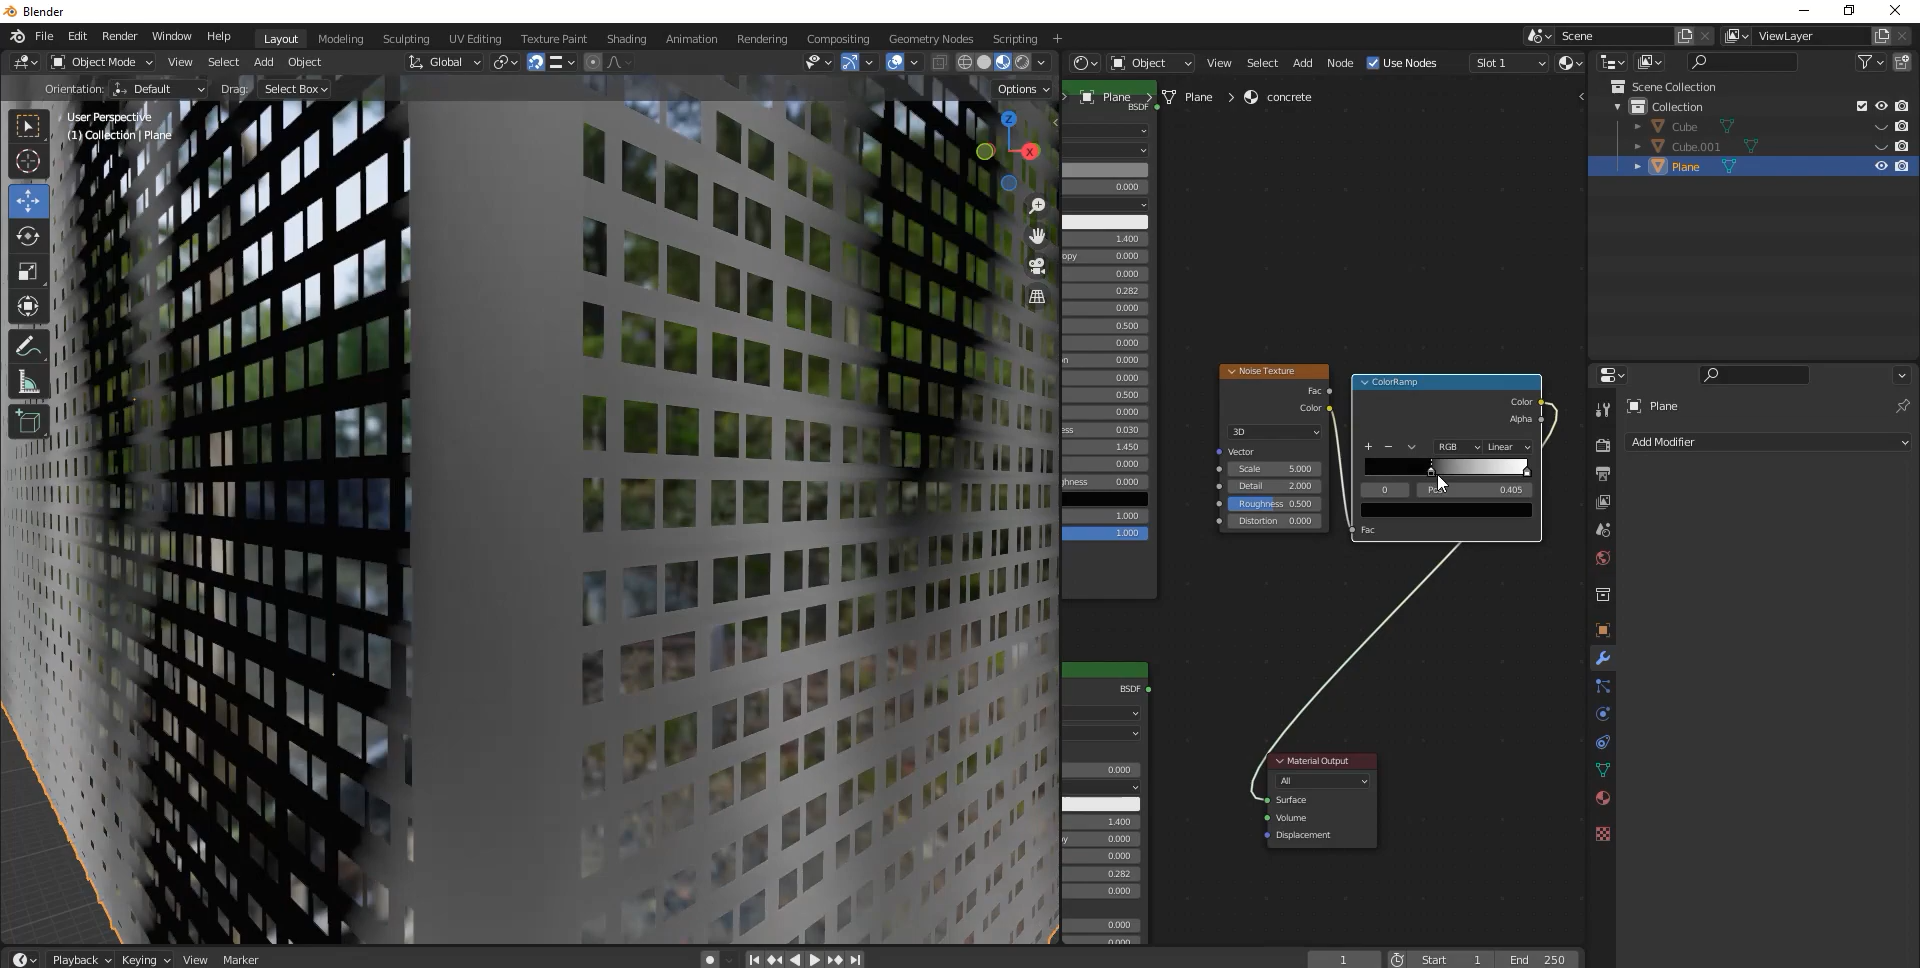 Blender
File Edit Render Window Help Layout Modeling Sculpting UV Editing Texture Paint Shading Animation Rendering Compositing Geometry Nodes Scripting + Scene ViewLayer
Object Mode View Select Add Object Global Object View Select Add Node Use Nodes Slot 1
Orientation: Default Drag: Select Box Options
User Perspective
(1) Collection | Plane
Z
X
Plane > Plane > concrete
BSDF
0.000
1.400
opy 0.000
0.000
0.282
0.000
0.500
0.000
n 0.000
0.000
0.500
0.000
ess 0.030
1.450
0.000
ghness 0.000
1.000
1.000
Noise Texture
Fac
Color
3D
Vector
Scale 5.000
Detail 2.000
Roughness 0.500
Distortion 0.000
ColorRamp
Color
Alpha
+ − RGB Linear
0 0.405
Fac
BSDF
0.000
1.400
y 0.000
0.000
0.282
0.000
0.000
0.000
Material Output
All
Surface
Volume
Displacement
Scene Collection
Collection
Cube
Cube.001
Plane
Plane
Add Modifier
Playback Keying View Marker 1 Start 1 End 250